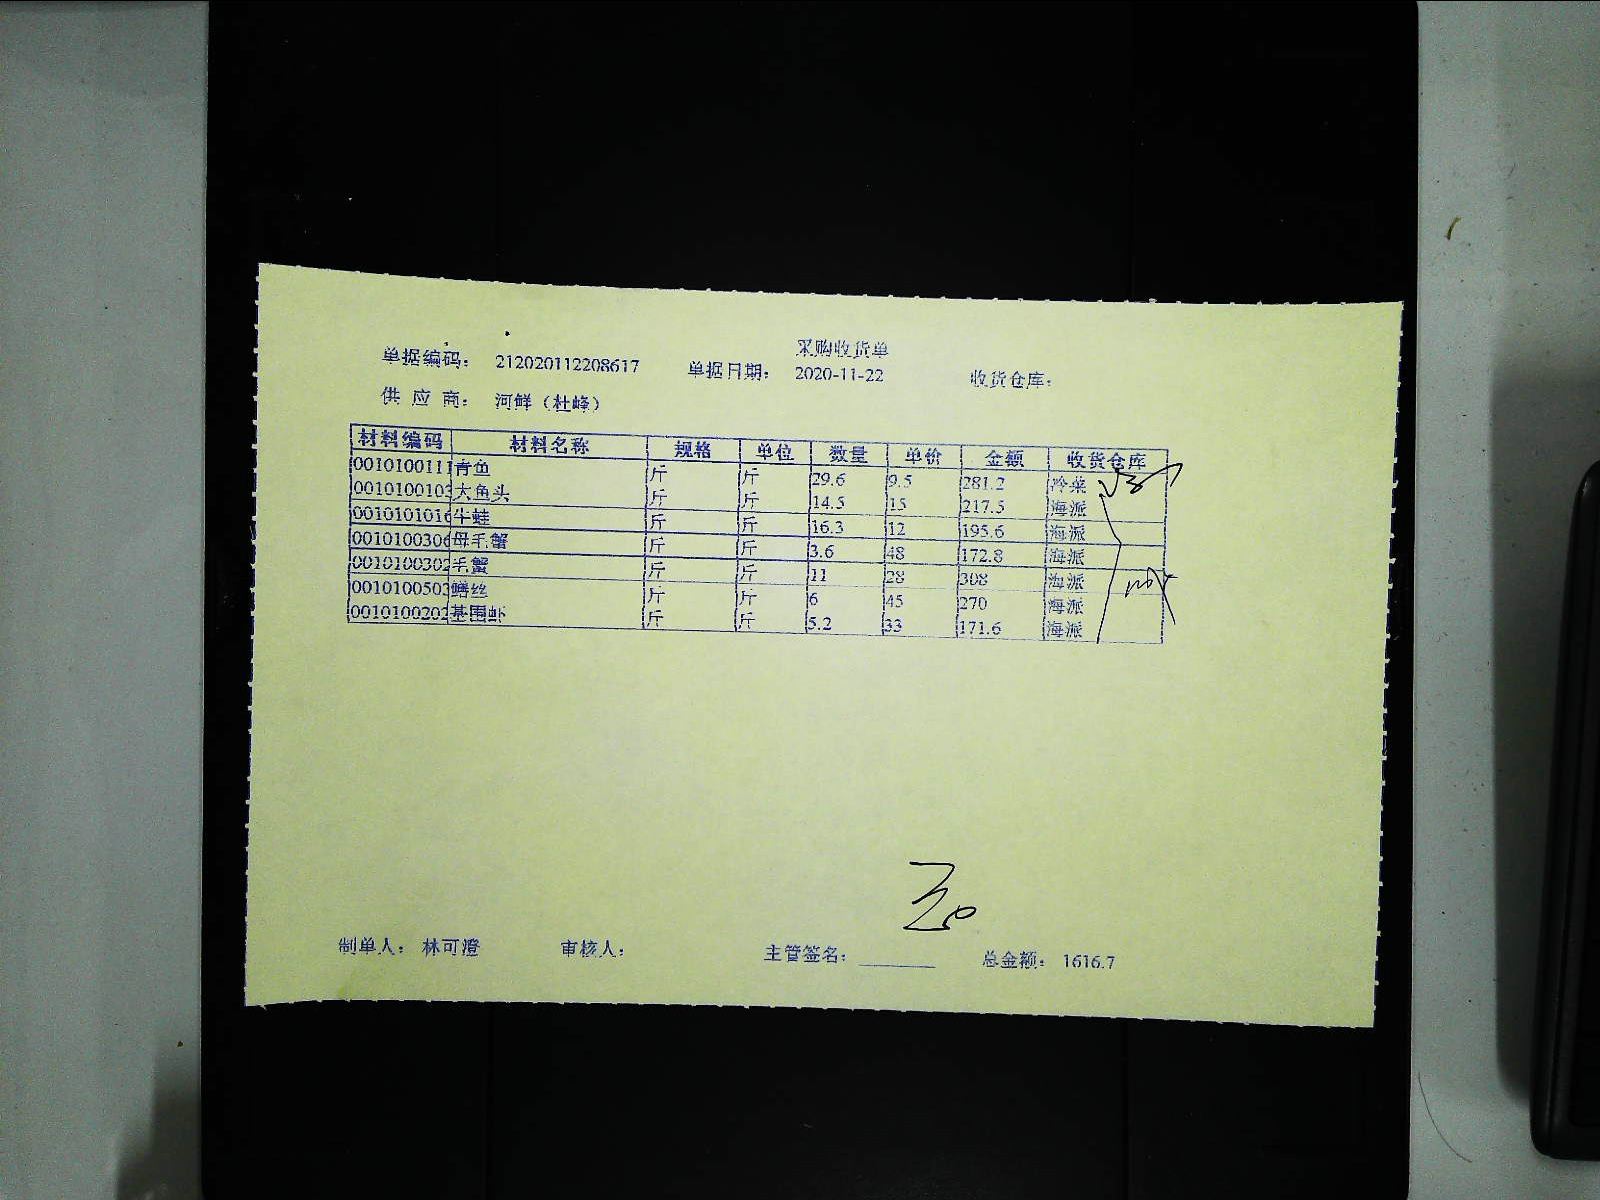 采购收货单
单据编码: 212020112208617 单据日期: 2020-11-22 收货仓库:
供 应 商: 河鲜（杜峰）
材料编码 材料名称 规格 单位 数量 单价 金额 收货仓库
0010100111 青鱼 斤 斤 29.6 9.5 281.2 冷菜
0010100103 大鱼头 斤 斤 14.5 15 217.5 海派
0010101016 牛蛙 斤 斤 16.3 12 195.6 海派
0010100306 母毛蟹 斤 斤 3.6 48 172.8 海派
0010100302 毛蟹 斤 斤 11 28 308 海派
0010100503 鳝丝 斤 斤 6 45 270 海派
0010100202 基围虾 斤 斤 5.2 33 171.6 海派
制单人: 林可澄 审核人: 主管签名: 总金额: 1616.7